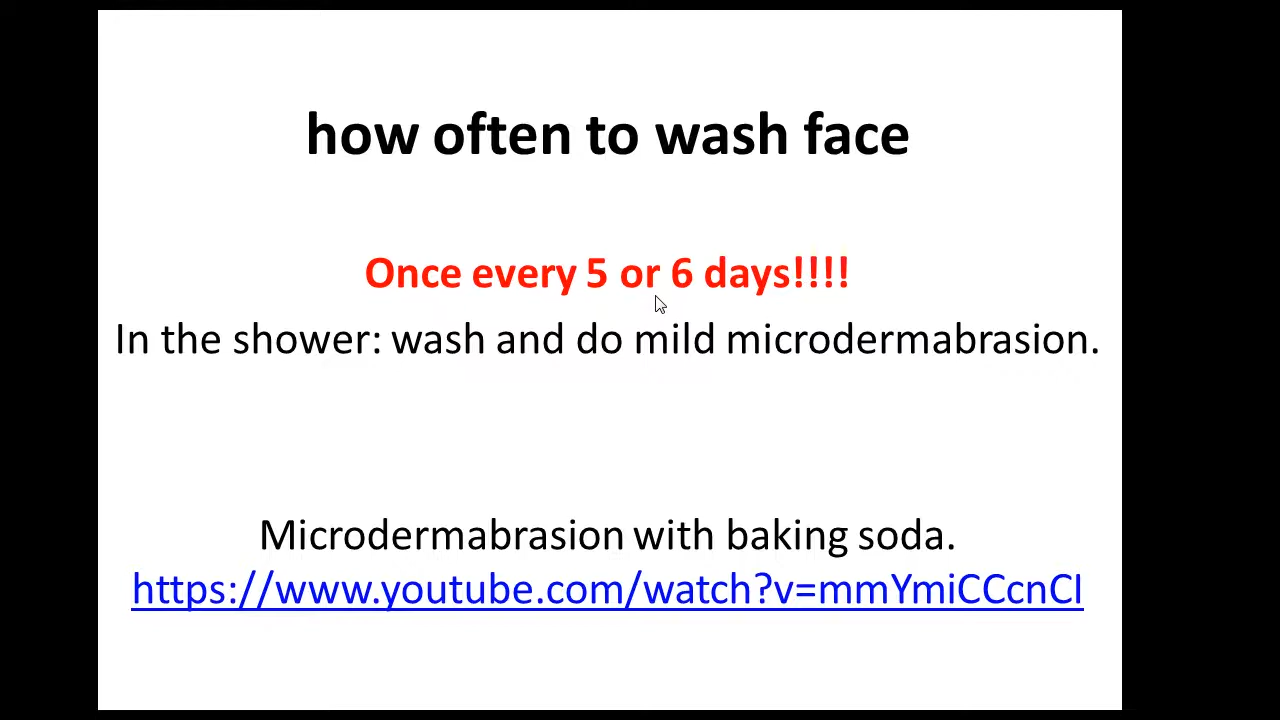 how often to wash face
Once every 5 or 6 days!!!!
In the shower: wash and do mild microdermabrasion.
Microdermabrasion with baking soda.
https://www.youtube.com/watch?v=mmYmiCCcnCI